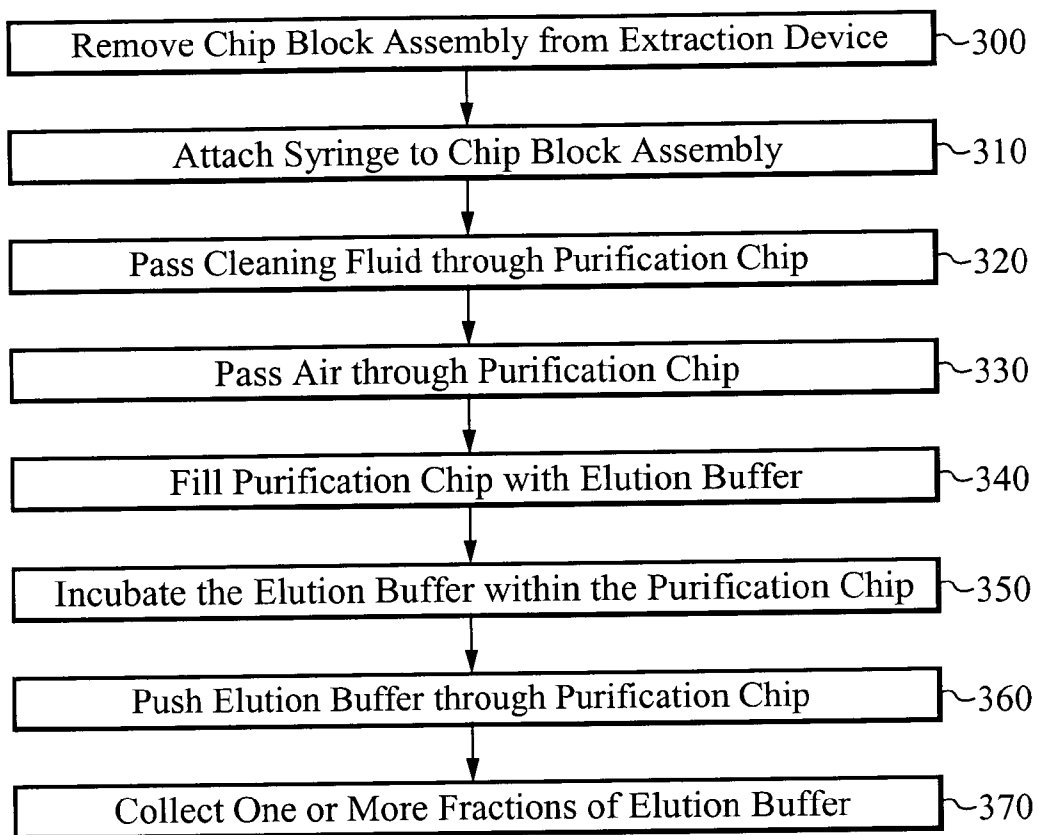 Remove Chip Block Assembly from Extraction Device 300
Attach Syringe to Chip Block Assembly 310
Pass Cleaning Fluid through Purification Chip 320
Pass Air through Purification Chip 330
Fill Purification Chip with Elution Buffer 340
Incubate the Elution Buffer within the Purification Chip 350
Push Elution Buffer through Purification Chip 360
Collect One or More Fractions of Elution Buffer 370